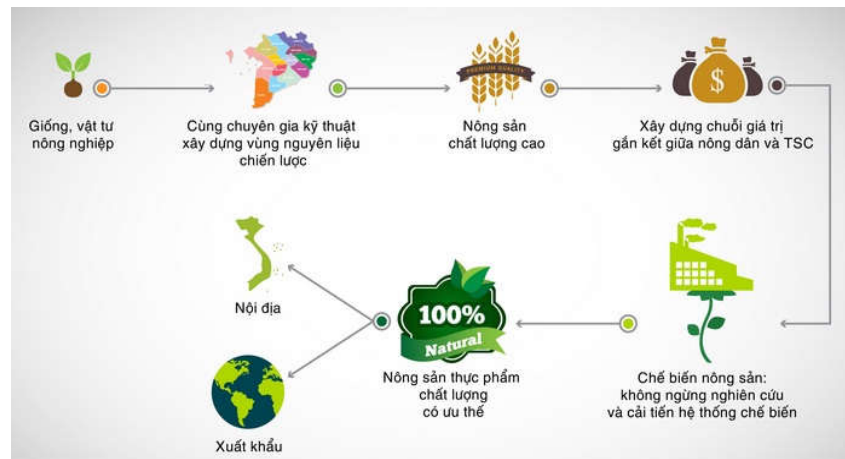 Giống, vật tư
nông nghiệp
Cùng chuyên gia kỹ thuật
xây dựng vùng nguyên liệu
chiến lược
PREMIUM QUALITY
Nông sản
chất lượng cao
$
Xây dựng chuỗi giá trị
gắn kết giữa nông dân và TSC
Nội địa
Xuất khẩu
100%
Natural
Nông sản thực phẩm
chất lượng
có ưu thế
Chế biến nông sản:
không ngừng nghiên cứu
và cải tiến hệ thống chế biến